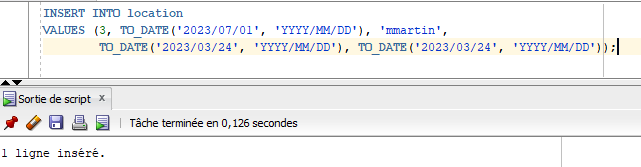 INSERT INTO location
VALUES (3, TO_DATE('2023/07/01', 'YYYY/MM/DD'), 'mmartin',
TO_DATE('2023/03/24', 'YYYY/MM/DD'), TO_DATE('2023/03/24', 'YYYY/MM/DD'));
Sortie de script x
Tâche terminée en 0,126 secondes
1 ligne inséré.